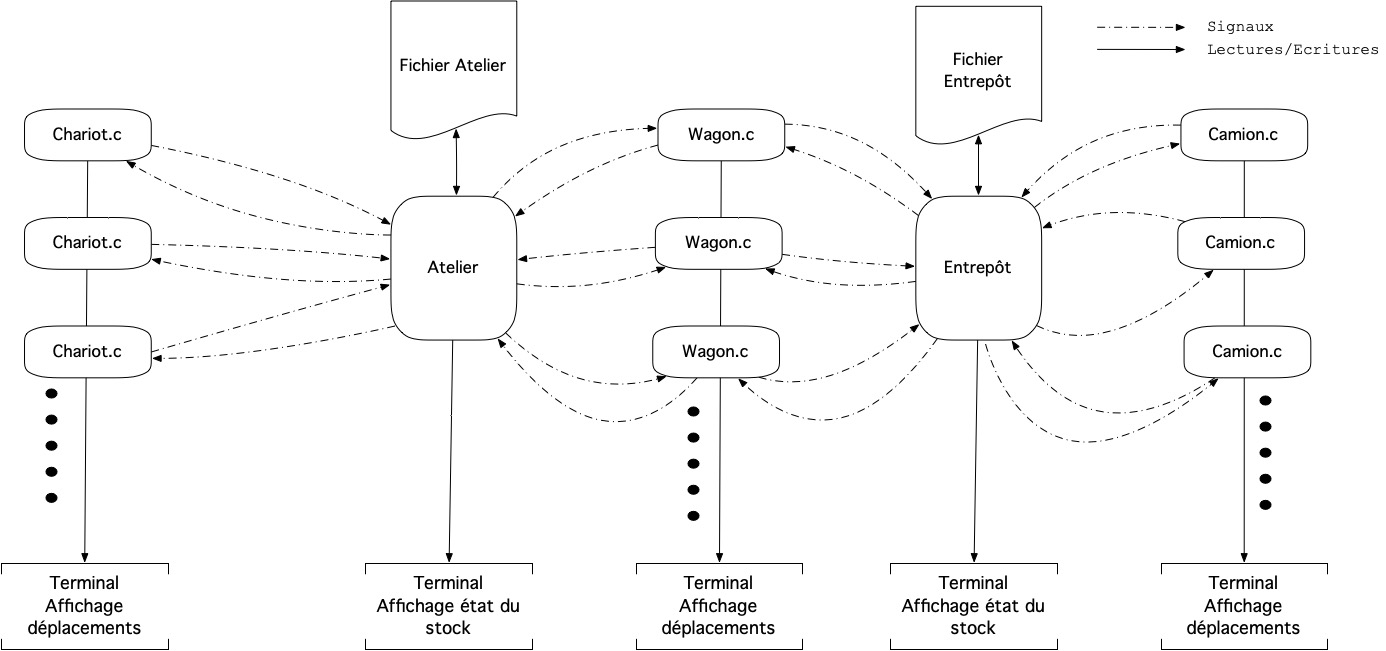 Signaux
Lectures/Ecritures
Fichier Atelier
Fichier
Entrepôt
Chariot.c
Wagon.c
Camion.c
Chariot.c
Wagon.c
Camion.c
Atelier
Entrepôt
Chariot.c
Wagon.c
Camion.c
Terminal
Affichage
déplacements
Terminal
Affichage état du
stock
Terminal
Affichage
déplacements
Terminal
Affichage état du
stock
Terminal
Affichage
déplacements